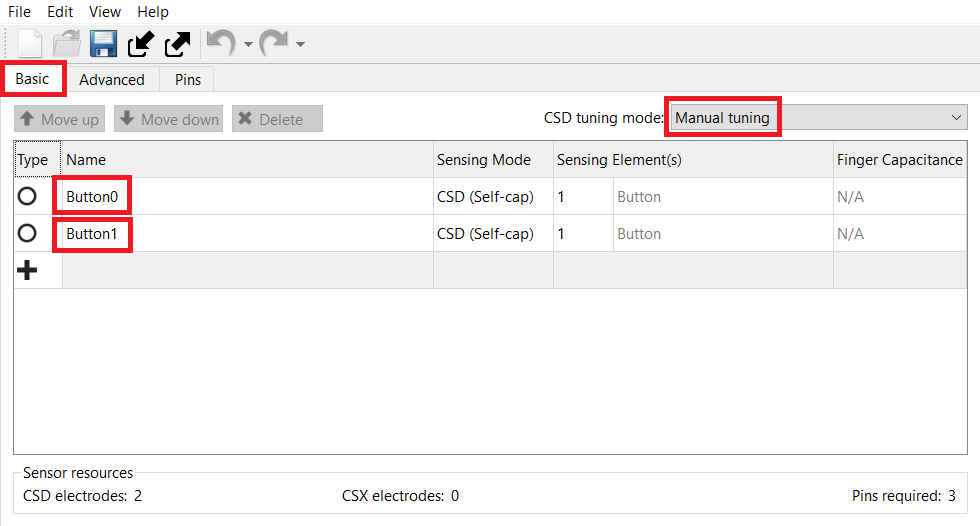 File Edit View Help
Basic Advanced Pins
Move up Move down Delete CSD tuning mode: Manual tuning
Type Name Sensing Mode Sensing Element(s) Finger Capacitance
Button0 CSD (Self-cap) 1 Button N/A
Button1 CSD (Self-cap) 1 Button N/A
Sensor resources
CSD electrodes: 2 CSX electrodes: 0 Pins required: 3